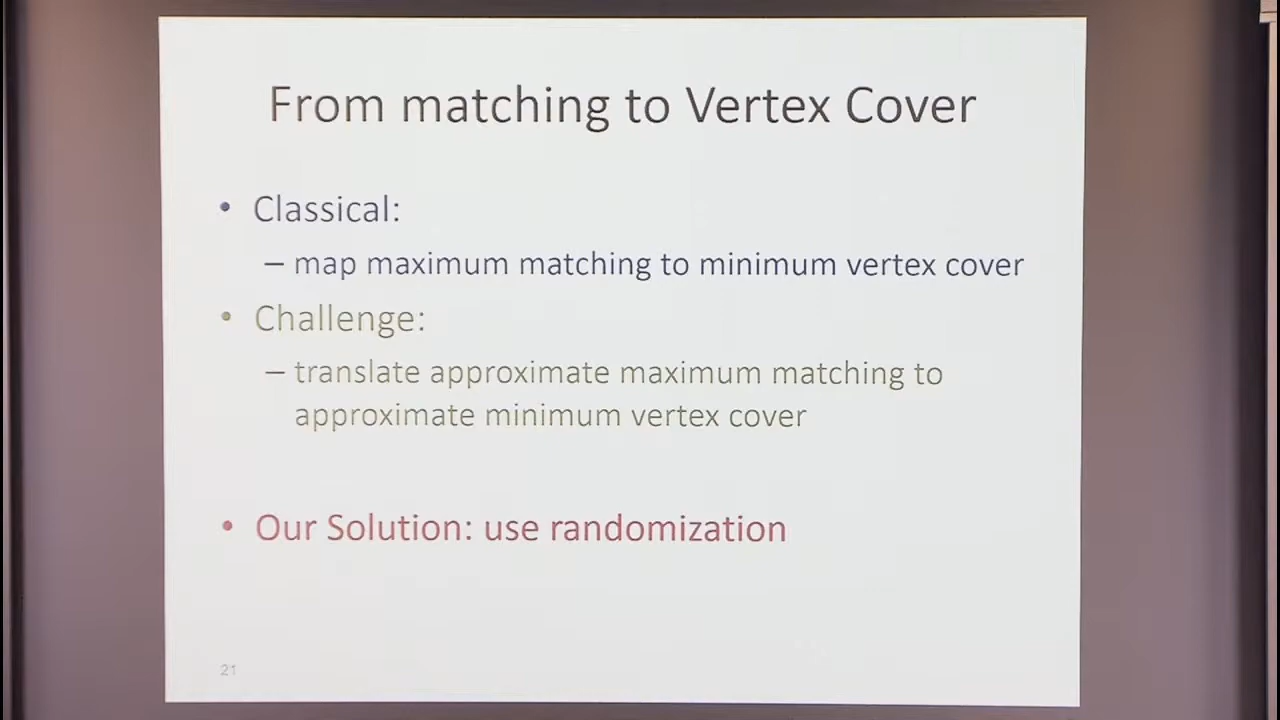 From matching to Vertex Cover
• Classical:
– map maximum matching to minimum vertex cover
• Challenge:
– translate approximate maximum matching to
approximate minimum vertex cover
• Our Solution: use randomization
21